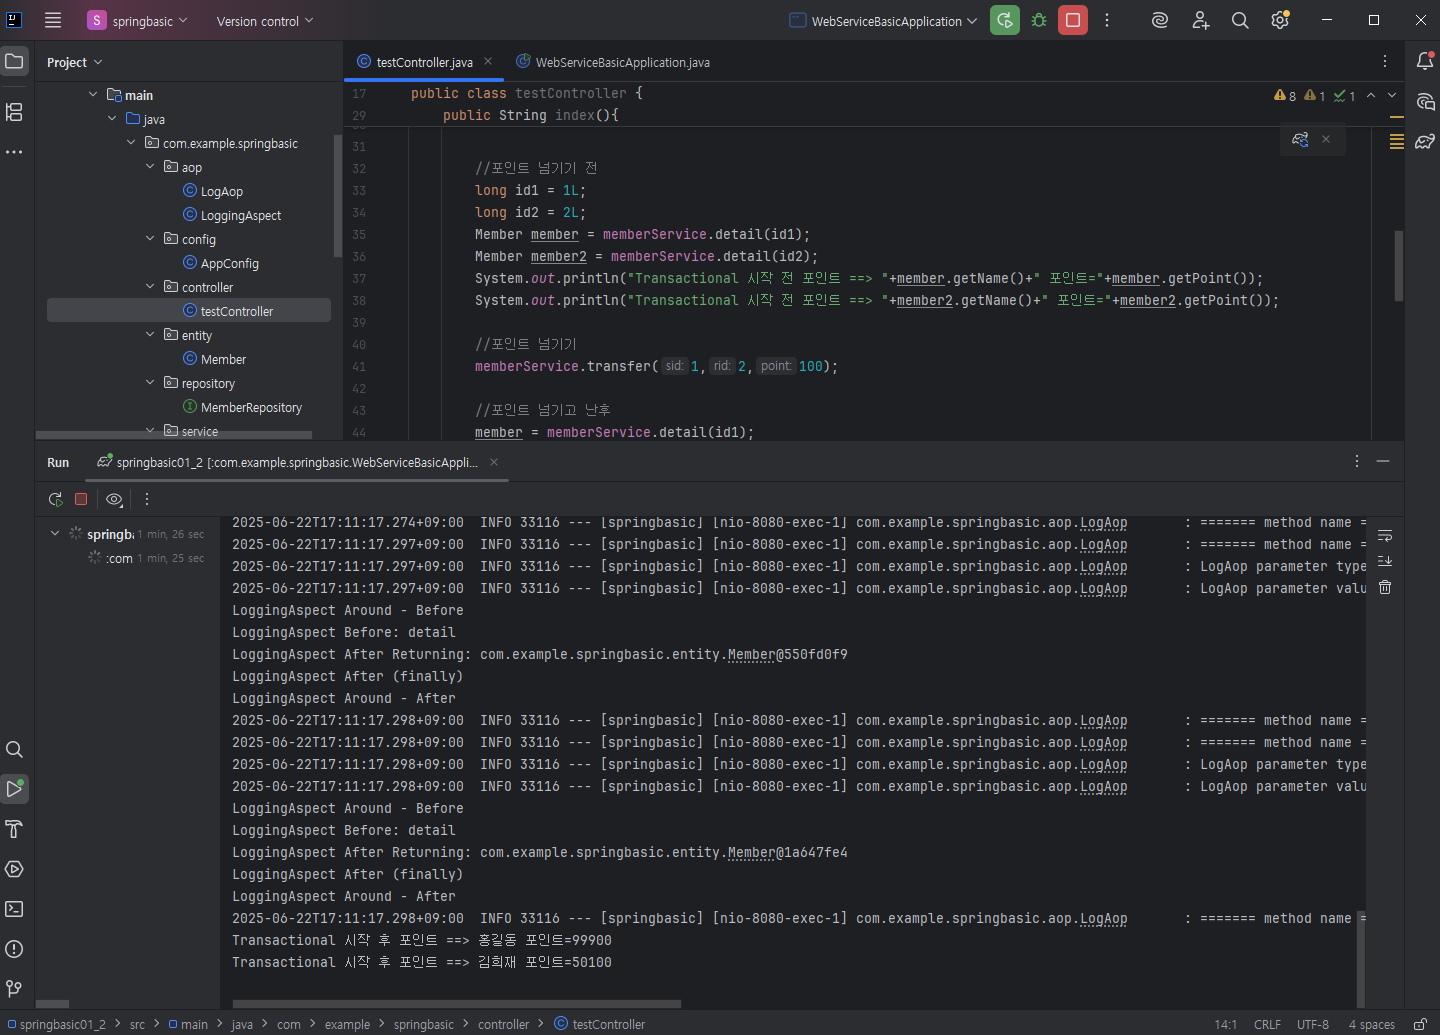 S springbasic
Version control
WebServiceBasicApplication
Project
testController.java
WebServiceBasicApplication.java
main
java
com.example.springbasic
aop
LogAop
LoggingAspect
config
AppConfig
controller
testController
entity
Member
repository
MemberRepository
service
8 1 1
17 public class testController {
29 public String index(){
31
32 //포인트 넘기기 전
33 long id1 = 1L;
34 long id2 = 2L;
35 Member member = memberService.detail(id1);
36 Member member2 = memberService.detail(id2);
37 System.out.println("Transactional 시작 전 포인트 ==> "+member.getName()+" 포인트="+member.getPoint());
38 System.out.println("Transactional 시작 전 포인트 ==> "+member2.getName()+" 포인트="+member2.getPoint());
39
40 //포인트 넘기기
41 memberService.transfer( sid: 1, rid: 2, point: 100);
42
43 //포인트 넘기고 난후
44 member = memberService.detail(id1);
Run
springbasic01_2 [:com.example.springbasic.WebServiceBasicAppli...
springba 1 min, 26 sec
:com 1 min, 25 sec
2025-06-22T17:11:17.274+09:00 INFO 33116 --- [springbasic] [nio-8080-exec-1] com.example.springbasic.aop.LogAop : ======= method name =
2025-06-22T17:11:17.297+09:00 INFO 33116 --- [springbasic] [nio-8080-exec-1] com.example.springbasic.aop.LogAop : ======= method name =
2025-06-22T17:11:17.297+09:00 INFO 33116 --- [springbasic] [nio-8080-exec-1] com.example.springbasic.aop.LogAop : LogAop parameter type
2025-06-22T17:11:17.297+09:00 INFO 33116 --- [springbasic] [nio-8080-exec-1] com.example.springbasic.aop.LogAop : LogAop parameter valu
LoggingAspect Around - Before
LoggingAspect Before: detail
LoggingAspect After Returning: com.example.springbasic.entity.Member@550fd0f9
LoggingAspect After (finally)
LoggingAspect Around - After
2025-06-22T17:11:17.298+09:00 INFO 33116 --- [springbasic] [nio-8080-exec-1] com.example.springbasic.aop.LogAop : ======= method name =
2025-06-22T17:11:17.298+09:00 INFO 33116 --- [springbasic] [nio-8080-exec-1] com.example.springbasic.aop.LogAop : ======= method name =
2025-06-22T17:11:17.298+09:00 INFO 33116 --- [springbasic] [nio-8080-exec-1] com.example.springbasic.aop.LogAop : LogAop parameter type
2025-06-22T17:11:17.298+09:00 INFO 33116 --- [springbasic] [nio-8080-exec-1] com.example.springbasic.aop.LogAop : LogAop parameter valu
LoggingAspect Around - Before
LoggingAspect Before: detail
LoggingAspect After Returning: com.example.springbasic.entity.Member@1a647fe4
LoggingAspect After (finally)
LoggingAspect Around - After
2025-06-22T17:11:17.298+09:00 INFO 33116 --- [springbasic] [nio-8080-exec-1] com.example.springbasic.aop.LogAop : ======= method name =
Transactional 시작 후 포인트 ==> 홍길동 포인트=99900
Transactional 시작 후 포인트 ==> 김희재 포인트=50100
springbasic01_2 > src > main > java > com > example > springbasic > controller > testController
14:1 CRLF UTF-8 4 spaces